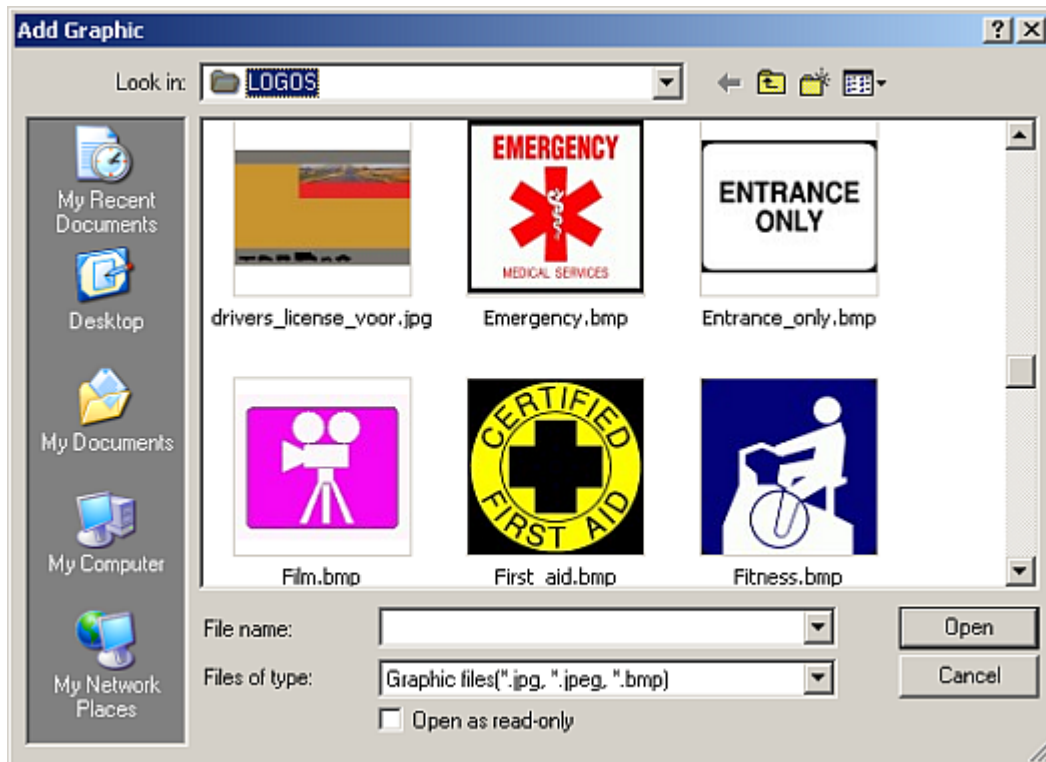 Add Graphic
Look in: LOGOS
My Recent
Documents
Desktop
My Documents
My Computer
My Network
Places
EMERGENCY
MEDICAL SERVICES
ENTRANCE
ONLY
drivers_license_voor.jpg
Emergency.bmp
Entrance_only.bmp
CERTIFIED
FIRST AID
Film.bmp
First_aid.bmp
Fitness.bmp
File name:
Open
Files of type: Graphic files(*.jpg, *.jpeg, *.bmp)
Cancel
Open as read-only